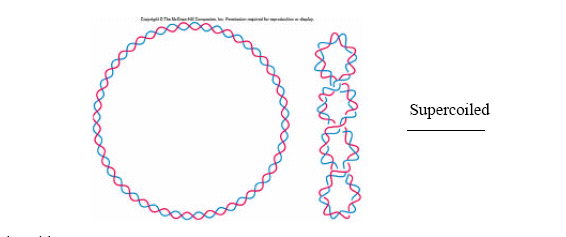 Copyright © The McGraw-Hill Companies, Inc. Permission required for reproduction or display.
Supercoiled